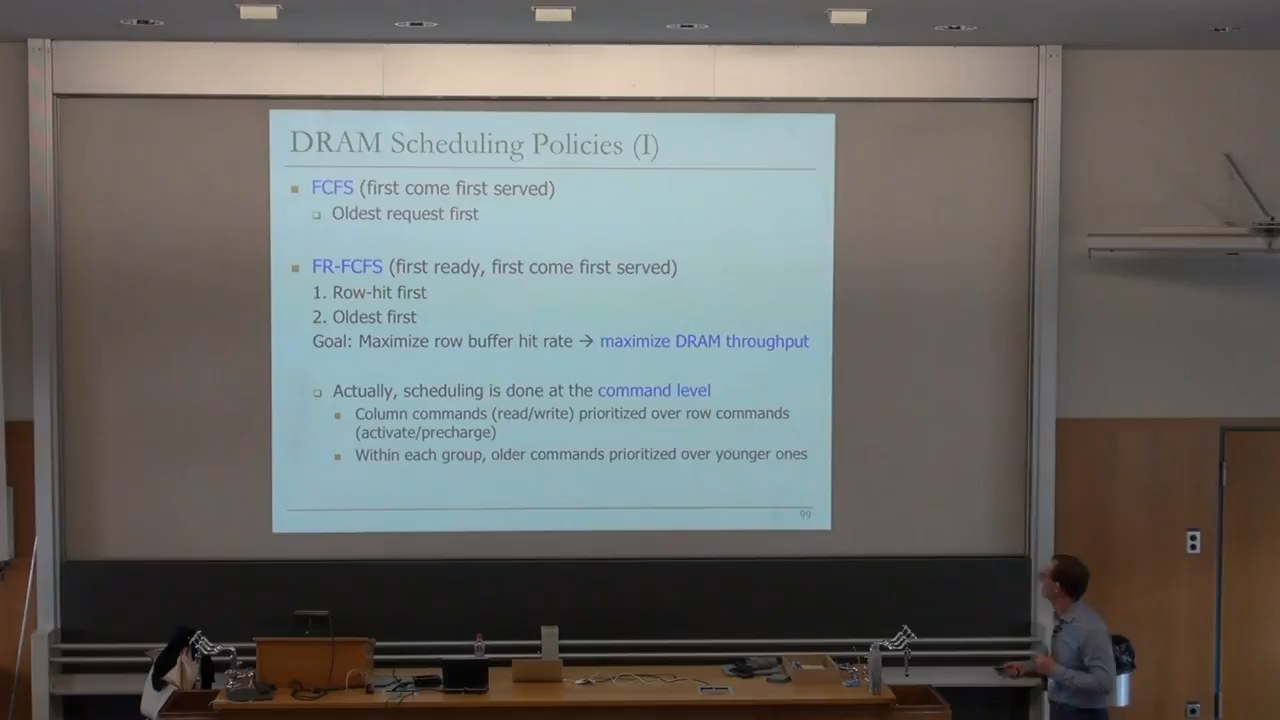 DRAM Scheduling Policies (I)
FCFS (first come first served)
Oldest request first
FR-FCFS (first ready, first come first served)
1. Row-hit first
2. Oldest first
Goal: Maximize row buffer hit rate → maximize DRAM throughput
Actually, scheduling is done at the command level
Column commands (read/write) prioritized over row commands
(activate/precharge)
Within each group, older commands prioritized over younger ones
99